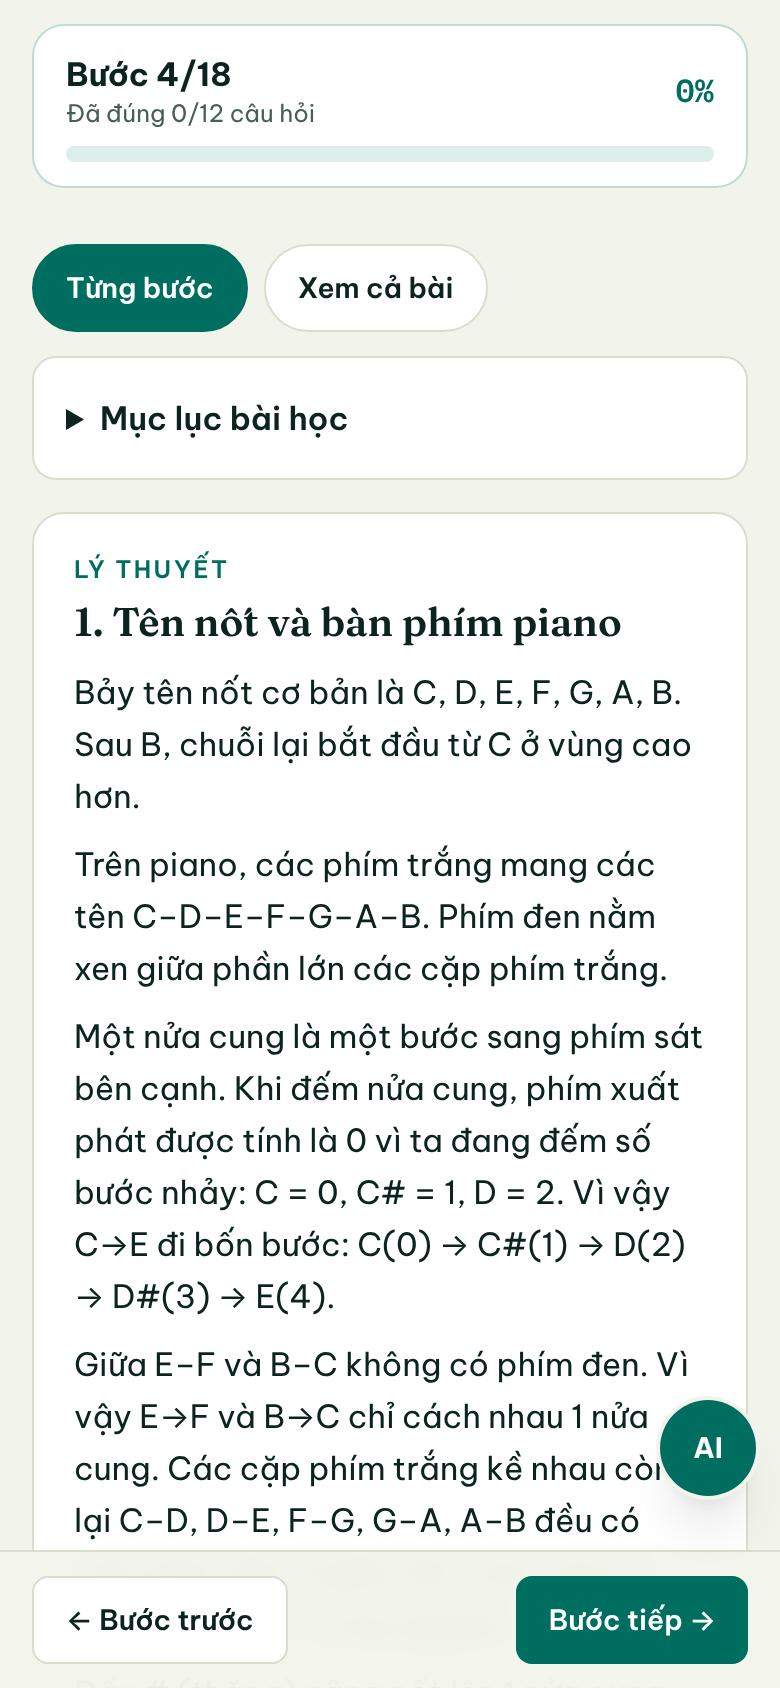 Bước 4/18
Đã đúng 0/12 câu hỏi
0%
Từng bước
Xem cả bài
▶ Mục lục bài học
LÝ THUYẾT
1. Tên nốt và bàn phím piano
Bảy tên nốt cơ bản là C, D, E, F, G, A, B.
Sau B, chuỗi lại bắt đầu từ C ở vùng cao
hơn.
Trên piano, các phím trắng mang các
tên C–D–E–F–G–A–B. Phím đen nằm
xen giữa phần lớn các cặp phím trắng.
Một nửa cung là một bước sang phím sát
bên cạnh. Khi đếm nửa cung, phím xuất
phát được tính là 0 vì ta đang đếm số
bước nhảy: C = 0, C# = 1, D = 2. Vì vậy
C→E đi bốn bước: C(0) → C#(1) → D(2)
→ D#(3) → E(4).
Giữa E–F và B–C không có phím đen. Vì
vậy E→F và B→C chỉ cách nhau 1 nửa
cung. Các cặp phím trắng kề nhau còn
lại C–D, D–E, F–G, G–A, A–B đều có
AI
← Bước trước
Bước tiếp →